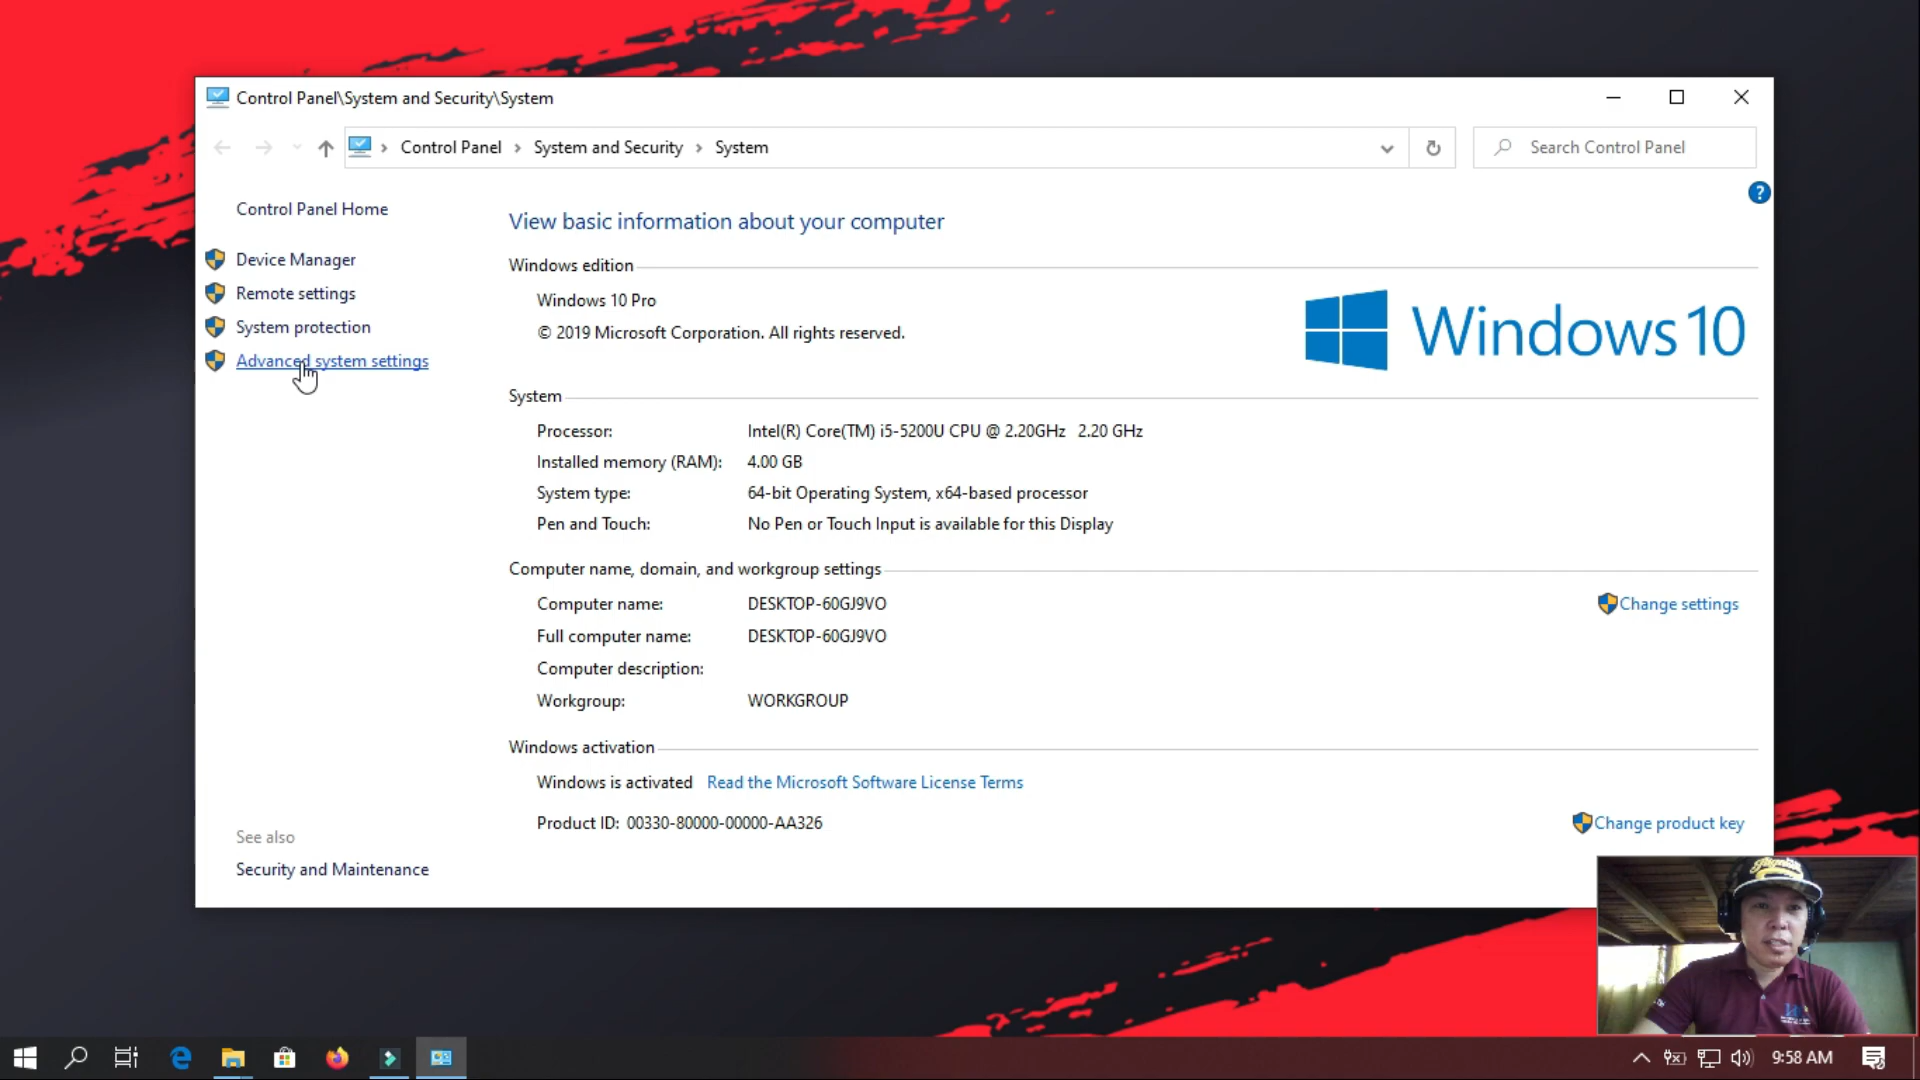 Control Panel\System and Security\System
Control Panel > System and Security > System
Search Control Panel
?
Control Panel Home
Device Manager
Remote settings
System protection
Advanced system settings
View basic information about your computer
Windows edition
Windows 10 Pro
© 2019 Microsoft Corporation. All rights reserved.
Windows 10
System
Processor: Intel(R) Core(TM) i5-5200U CPU @ 2.20GHz 2.20 GHz
Installed memory (RAM): 4.00 GB
System type: 64-bit Operating System, x64-based processor
Pen and Touch: No Pen or Touch Input is available for this Display
Computer name, domain, and workgroup settings
Computer name: DESKTOP-60GJ9VO
Change settings
Full computer name: DESKTOP-60GJ9VO
Computer description:
Workgroup: WORKGROUP
Windows activation
Windows is activated Read the Microsoft Software License Terms
Product ID: 00330-80000-00000-AA326
Change product key
See also
Security and Maintenance
9:58 AM